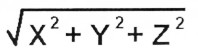 √X² + Y² + Z²